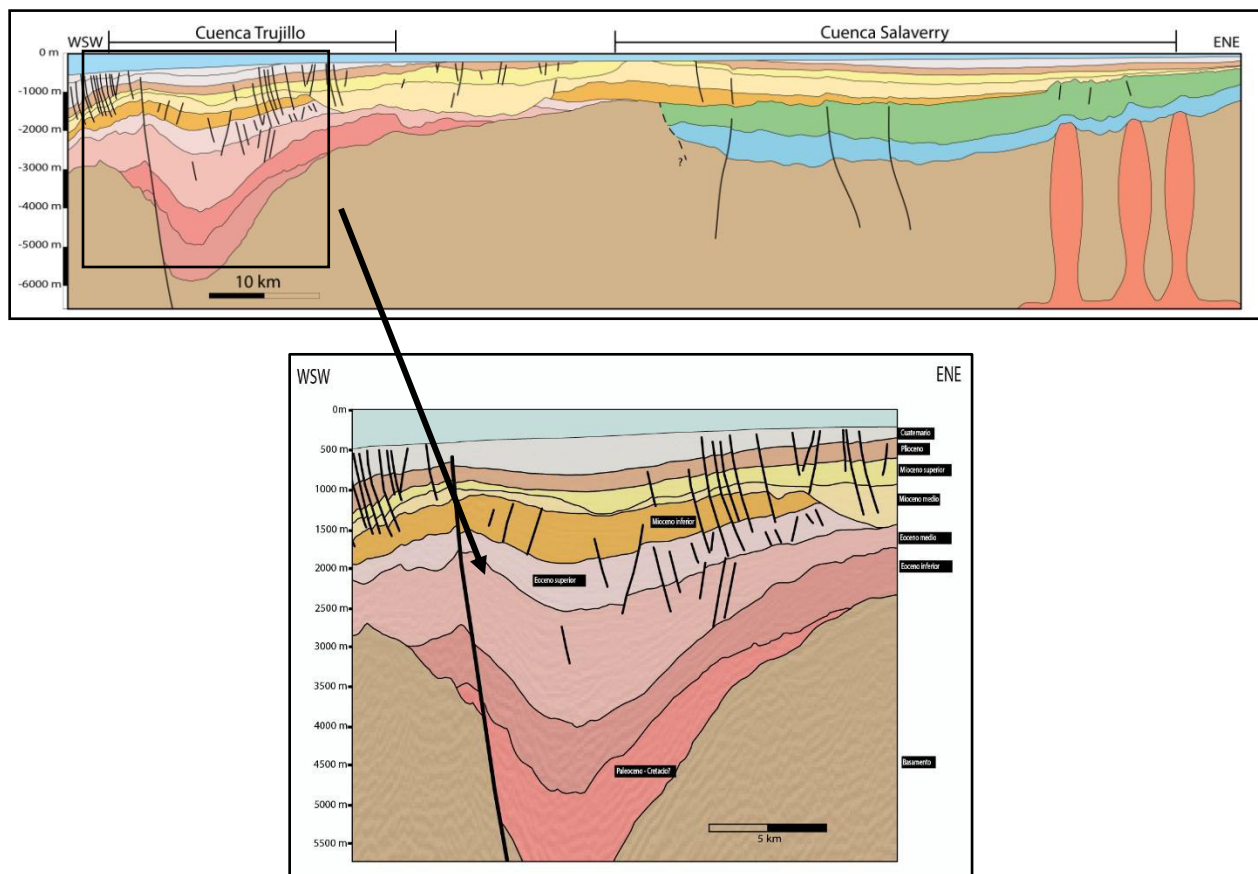 Cuenca Trujillo
Cuenca Salaverry
WSW
ENE
0 m
-1000 m
-2000 m
-3000 m
-4000 m
-5000 m
-6000 m
?
10 km
WSW
ENE
0m
500 m
1000 m
1500 m
2000 m
2500 m
3000 m
3500 m
4000 m
4500 m
5000 m
5500 m
Cuaternario
Plioceno
Mioceno superior
Mioceno medio
Mioceno inferior
Eoceno medio
Eoceno inferior
Eoceno superior
Paleoceno - Cretacio?
Basamento
5 km